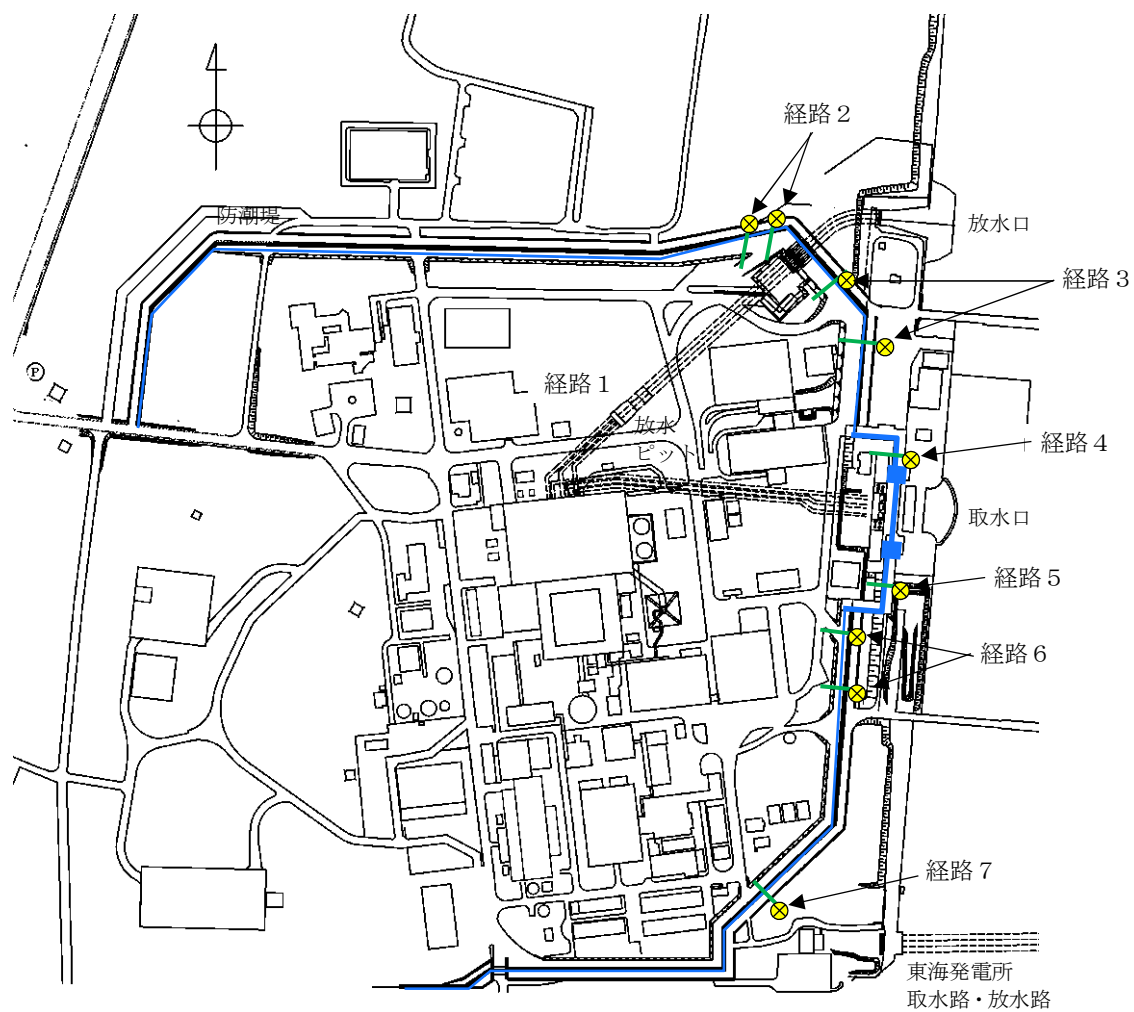 経路２
防潮堤
放水口
経路３
Ⓟ
経路１
放水
ピット
経路４
取水口
経路５
経路６
経路７
東海発電所
取水路・放水路